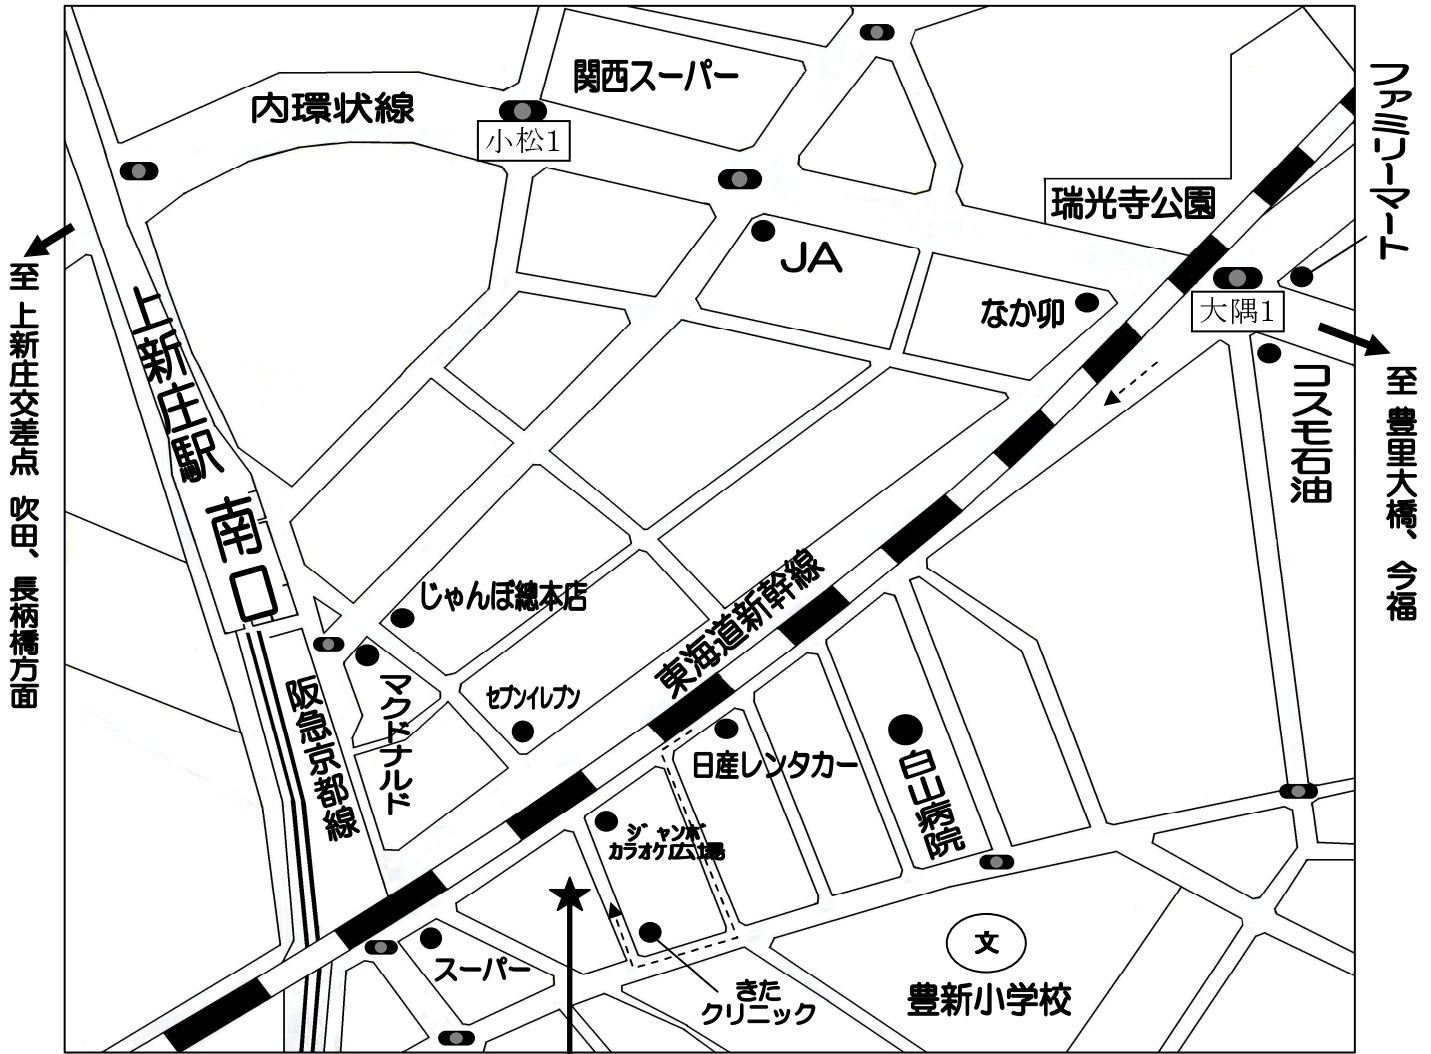 関西スーパー
内環状線
小松1
ファミリーマート
瑞光寺公園
JA
なか卯
大隅1
至 上新庄交差点 吹田、長柄橋方面
上新庄駅 南口
コスモ石油
至 豊里大橋、今福
じゃんぼ總本店
東海道新幹線
マクドナルド
セブンイレブン
阪急京都線
日産レンタカー
白山病院
ジャンボ
カラオケ広場
文
スーパー
きた
クリニック
豊新小学校